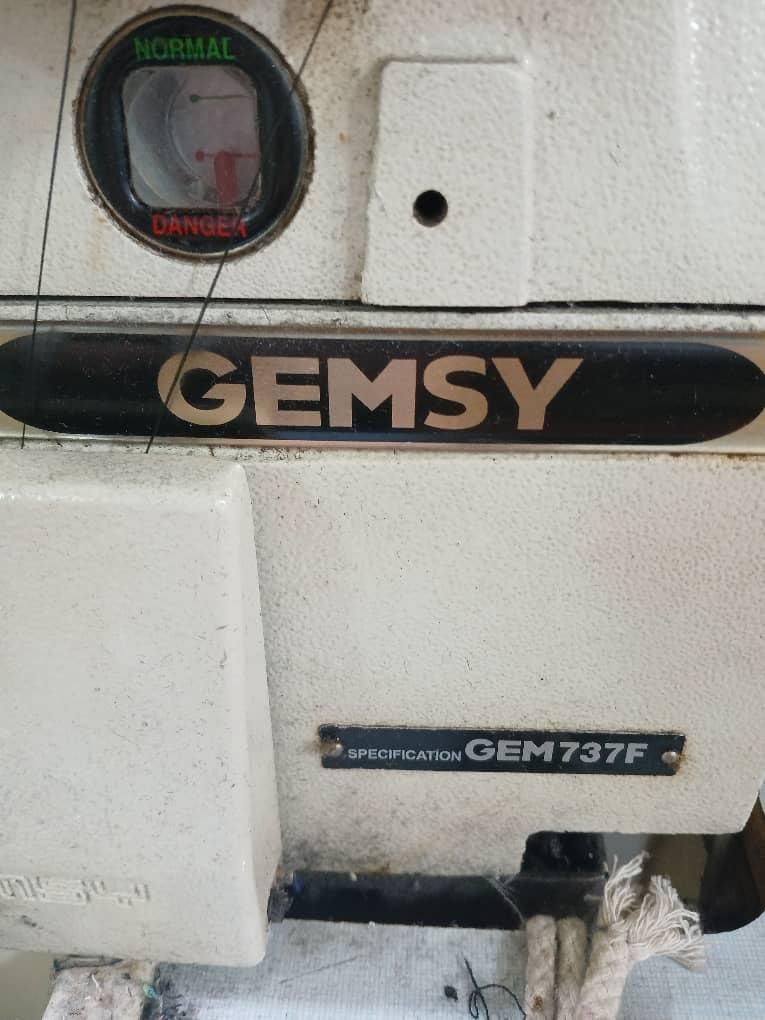 NORMAL
DANGER
GEMSY
SPECIFICATION GEM737F